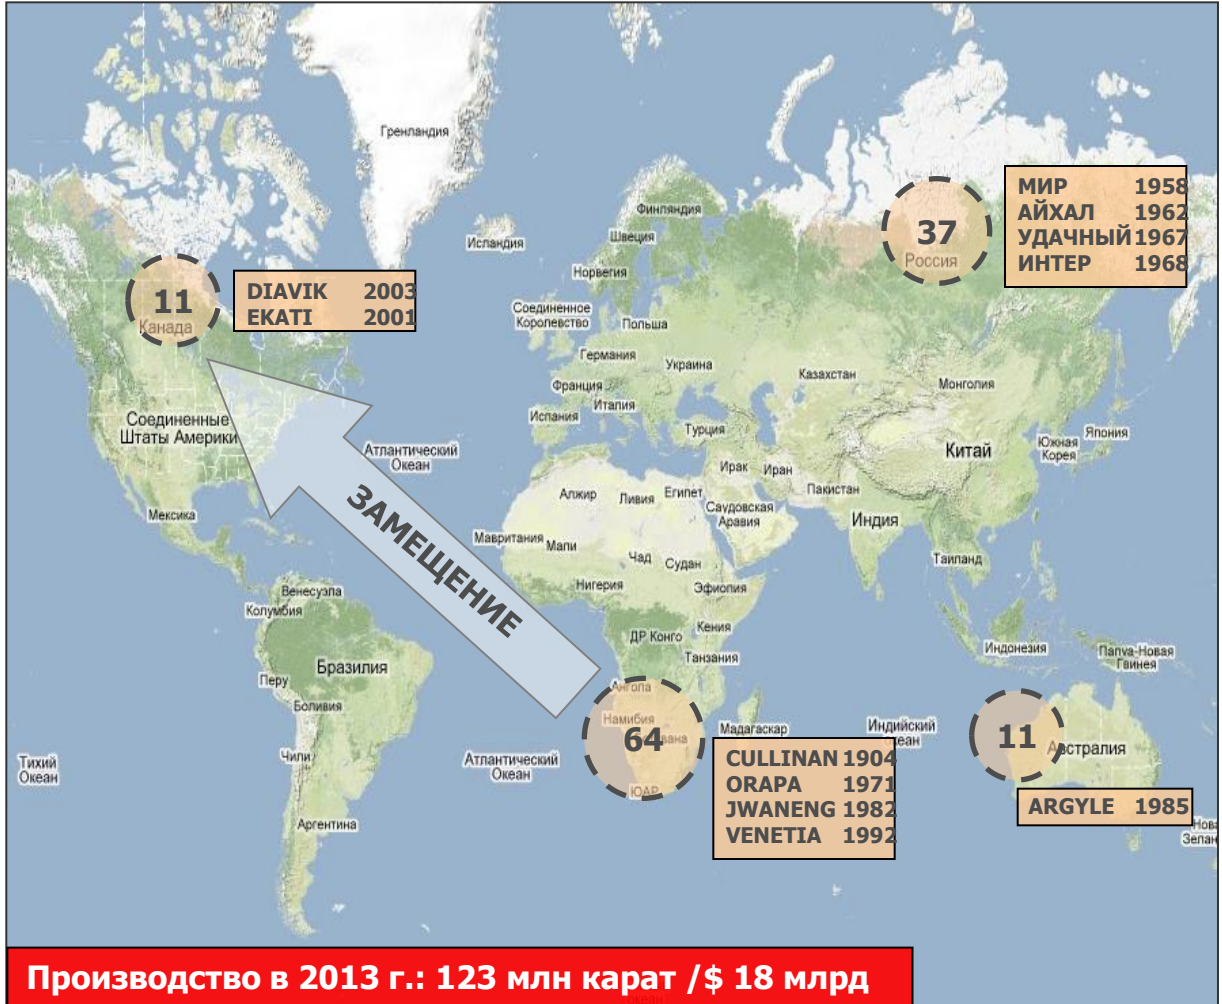 Гренландия
Исландия
Финляндия
Швеция
Норвегия
37
Россия
МИР 1958
АЙХАЛ 1962
УДАЧНЫЙ 1967
ИНТЕР 1968
11
Канада
DIAVIK 2003
EKATI 2001
Соединенное
Королевство
Польша
Германия
Украина
Франция
Казахстан
Монголия
Испания
Италия
Турция
Соединенные
Штаты Америки
Атлантический
Океан
Китай
Южная
Корея
Япония
Ирак
Иран
Пакистан
Мексика
Алжир
Ливия
Египет
Саудовская
Аравия
Индия
Мавритания
Мали
Чад
Судан
Таиланд
Нигерия
Эфиопия
ЗАМЕЩЕНИЕ
Венесуэла
Колумбия
ДР Конго
Кения
Танзания
Индонезия
Папуа-Новая
Гвинея
Бразилия
Перу
Ангола
Боливия
Намибия
64
Мадагаскар
Индийский
11
Австралия
Чили
Тихий
Океан
Атлантический
Океан
ЮАР
CULLINAN 1904
ORAPA 1971
JWANENG 1982
VENETIA 1992
ARGYLE 1985
Аргентина
Производство в 2013 г.: 123 млн карат /$ 18 млрд